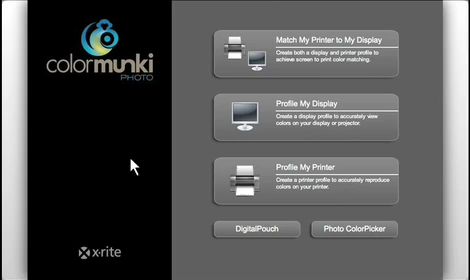 colormunki
PHOTO
x·rite
Match My Printer to My Display
Create both a display and printer profile to
achieve screen to print color matching.
Profile My Display
Create a display profile to accurately view
colors on your display or projector.
Profile My Printer
Create a printer profile to accurately reproduce
colors on your printer.
DigitalPouch
Photo ColorPicker